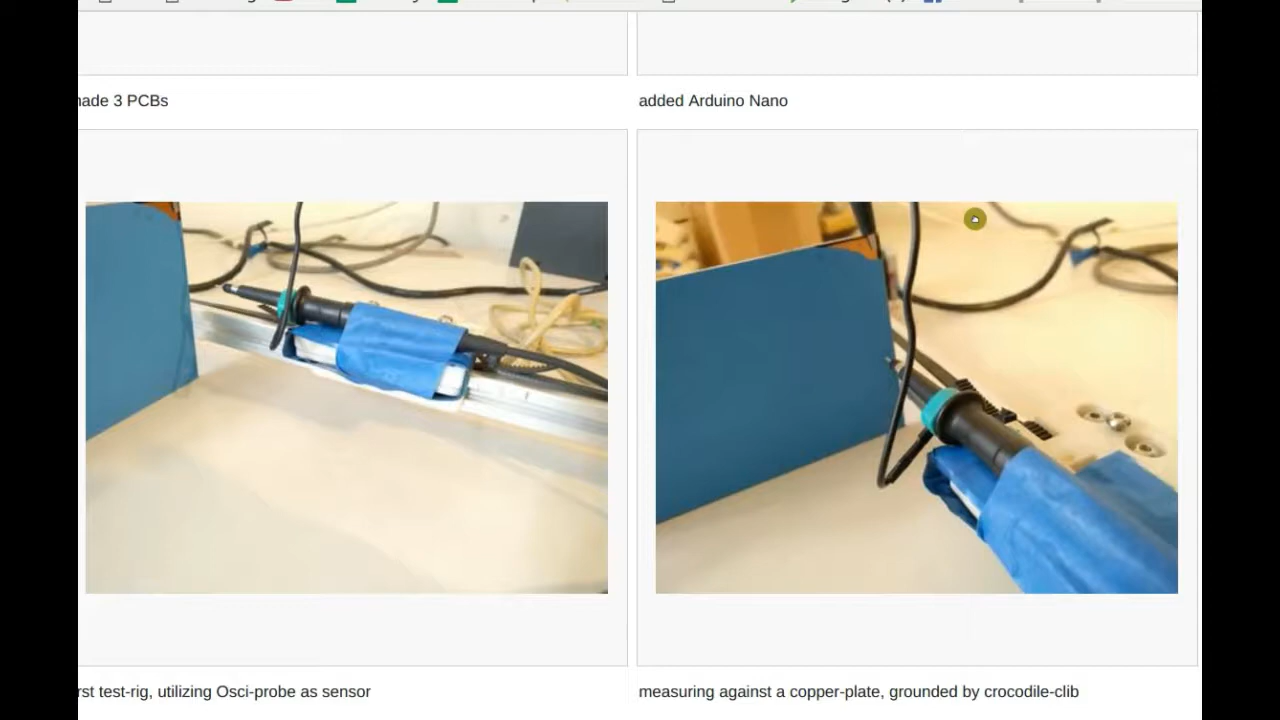 ade 3 PCBs
added Arduino Nano
rst test-rig, utilizing Osci-probe as sensor
measuring against a copper-plate, grounded by crocodile-clib